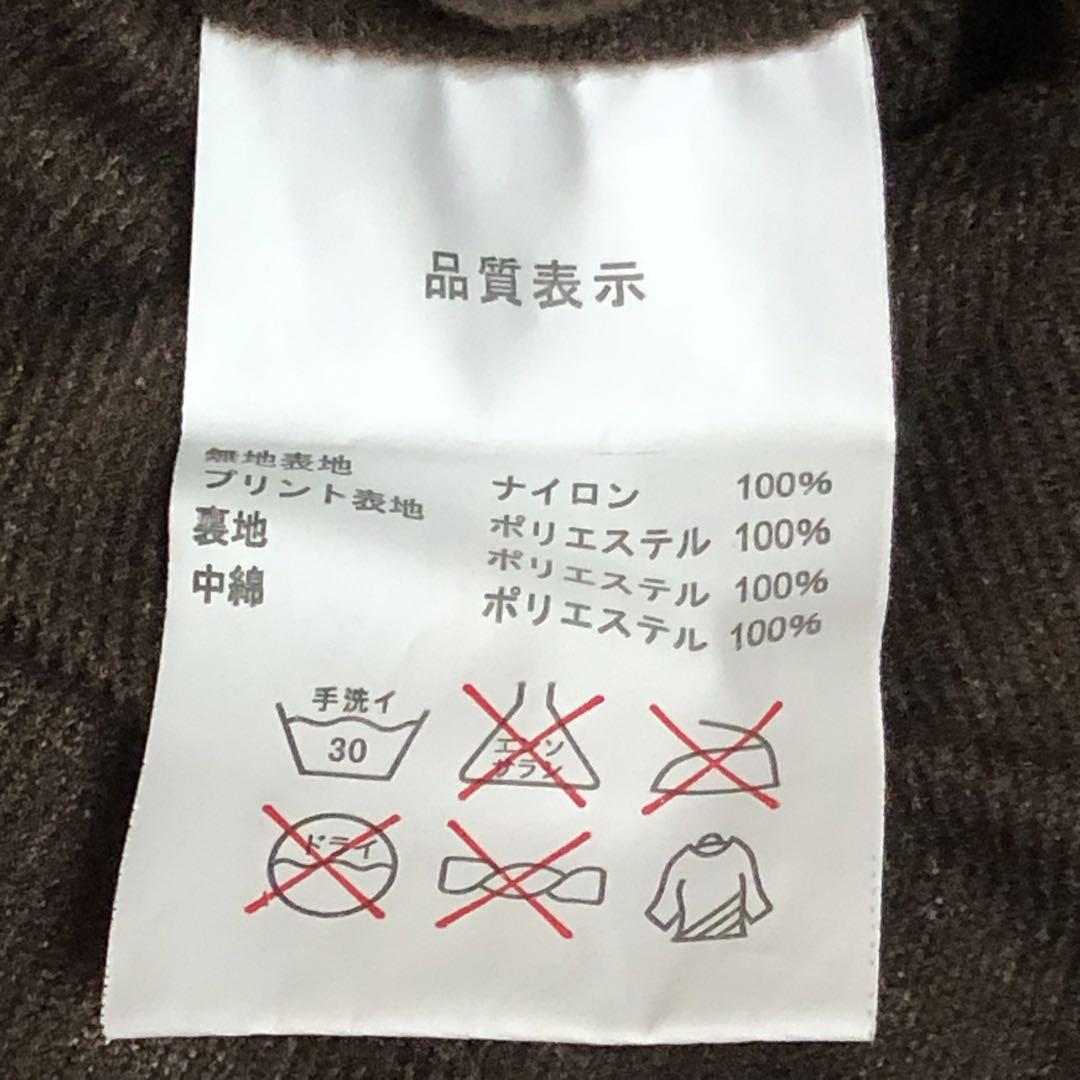 品質表示
無地表地 ナイロン 100%
プリント表地 ポリエステル 100%
裏地 ポリエステル 100%
中綿 ポリエステル 100%
手洗イ
30
エンソ
サラシ
ドライ